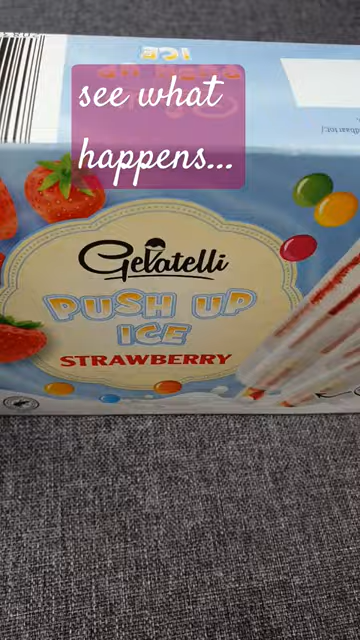 see what
happens...
Gelatelli
PUSH UP
ICE
STRAWBERRY